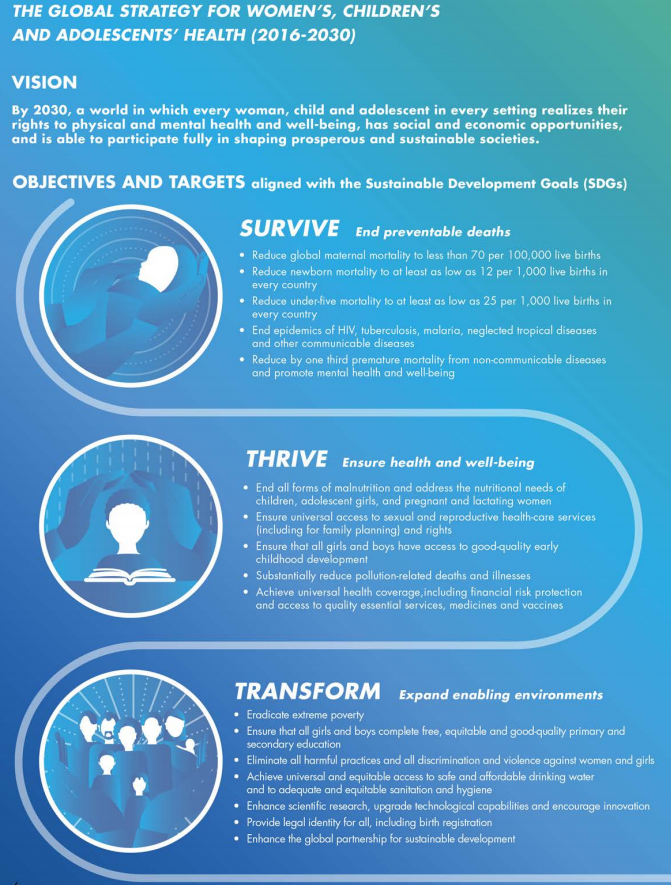 THE GLOBAL STRATEGY FOR WOMEN'S, CHILDREN'S
AND ADOLESCENTS' HEALTH (2016-2030)
VISION
By 2030, a world in which every woman, child and adolescent in every setting realizes their
rights to physical and mental health and well-being, has social and economic opportunities,
and is able to participate fully in shaping prosperous and sustainable societies.
OBJECTIVES AND TARGETS aligned with the Sustainable Development Goals (SDGs)
SURVIVE End preventable deaths
• Reduce global maternal mortality to less than 70 per 100,000 live births
• Reduce newborn mortality to at least as low as 12 per 1,000 live births in
every country
• Reduce under-five mortality to at least as low as 25 per 1,000 live births in
every country
• End epidemics of HIV, tuberculosis, malaria, neglected tropical diseases
and other communicable diseases
• Reduce by one third premature mortality from non-communicable diseases
and promote mental health and well-being
THRIVE Ensure health and well-being
• End all forms of malnutrition and address the nutritional needs of
children, adolescent girls, and pregnant and lactating women
• Ensure universal access to sexual and reproductive health-care services
(including for family planning) and rights
• Ensure that all girls and boys have access to good-quality early
childhood development
• Substantially reduce pollution-related deaths and illnesses
• Achieve universal health coverage,including financial risk protection
and access to quality essential services, medicines and vaccines
TRANSFORM Expand enabling environments
• Eradicate extreme poverty
• Ensure that all girls and boys complete free, equitable and good-quality primary and
secondary education
• Eliminate all harmful practices and all discrimination and violence against women and girls
• Achieve universal and equitable access to safe and affordable drinking water
and to adequate and equitable sanitation and hygiene
• Enhance scientific research, upgrade technological capabilities and encourage innovation
• Provide legal identity for all, including birth registration
• Enhance the global partnership for sustainable development